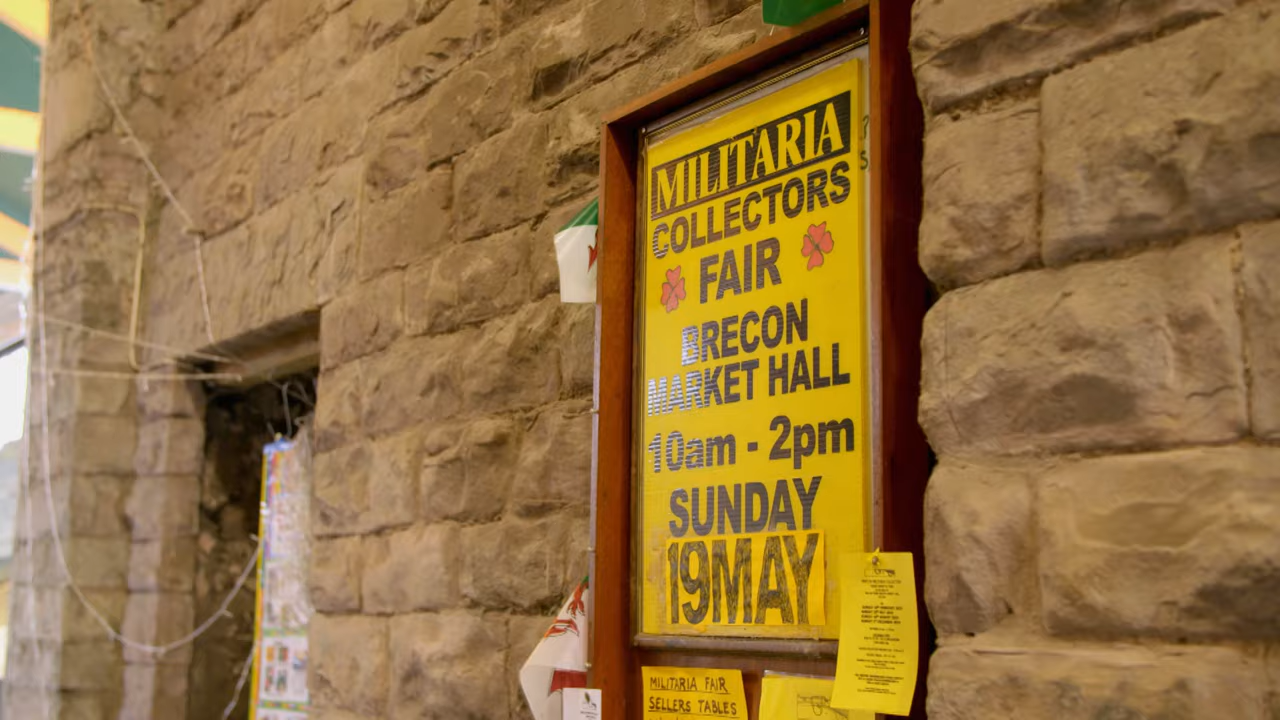 MILITARIA
COLLECTORS
FAIR
BRECON
MARKET HALL
10am - 2pm
SUNDAY
19MAY
MILITARIA FAIR
SELLERS TABLES